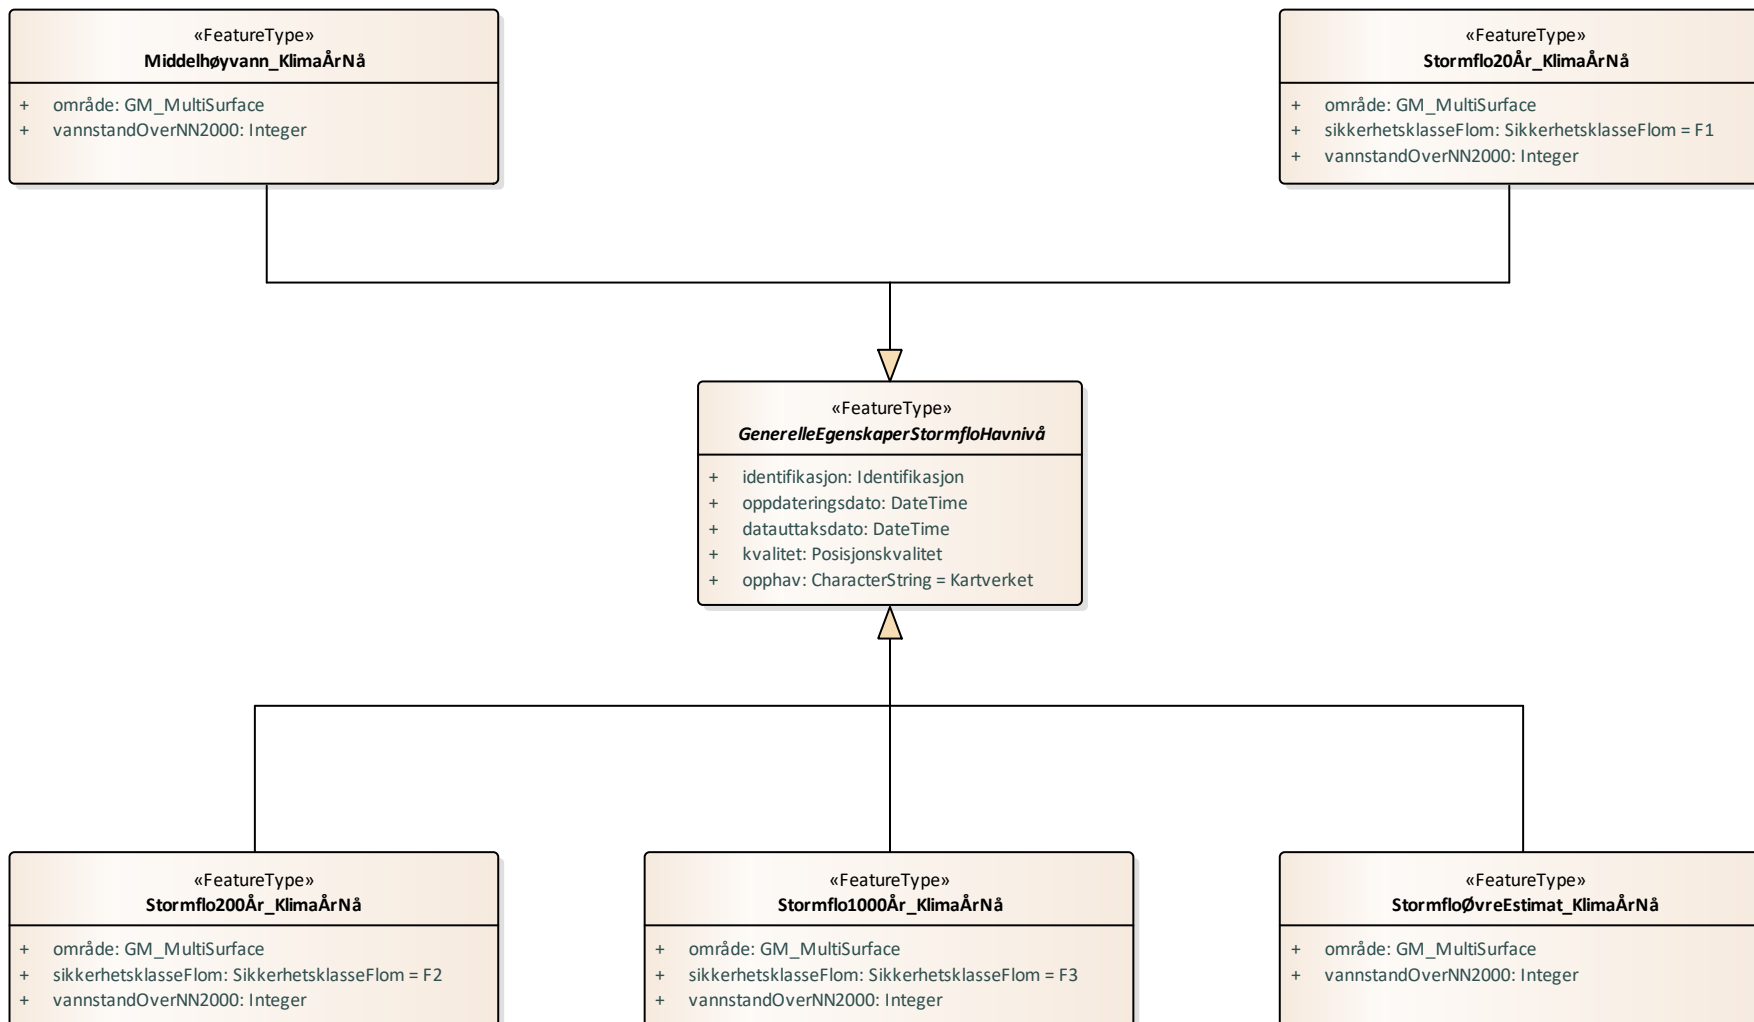 «FeatureType»
Middelhøyvann_KlimaÅrNå
+ område: GM_MultiSurface
+ vannstandOverNN2000: Integer
«FeatureType»
Stormflo20År_KlimaÅrNå
+ område: GM_MultiSurface
+ sikkerhetsklasseFlom: SikkerhetsklasseFlom = F1
+ vannstandOverNN2000: Integer
«FeatureType»
GenerelleEgenskaperStormfloHavnivå
+ identifikasjon: Identifikasjon
+ oppdateringsdato: DateTime
+ datauttaksdato: DateTime
+ kvalitet: Posisjonskvalitet
+ opphav: CharacterString = Kartverket
«FeatureType»
Stormflo200År_KlimaÅrNå
+ område: GM_MultiSurface
+ sikkerhetsklasseFlom: SikkerhetsklasseFlom = F2
+ vannstandOverNN2000: Integer
«FeatureType»
Stormflo1000År_KlimaÅrNå
+ område: GM_MultiSurface
+ sikkerhetsklasseFlom: SikkerhetsklasseFlom = F3
+ vannstandOverNN2000: Integer
«FeatureType»
StormfloØvreEstimat_KlimaÅrNå
+ område: GM_MultiSurface
+ vannstandOverNN2000: Integer